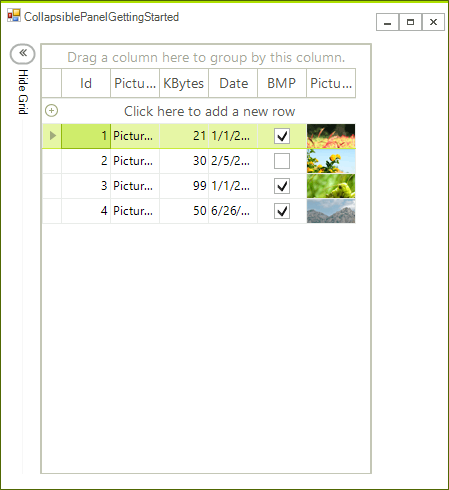 CollapsiblePanelGettingStarted
Hide Grid
Drag a column here to group by this column.
Id Pictu... KBytes Date BMP Pictu...
Click here to add a new row
1 Pictur... 21 1/1/2...
2 Pictur... 30 2/5/2...
3 Pictur... 99 1/1/2...
4 Pictur... 50 6/26/...